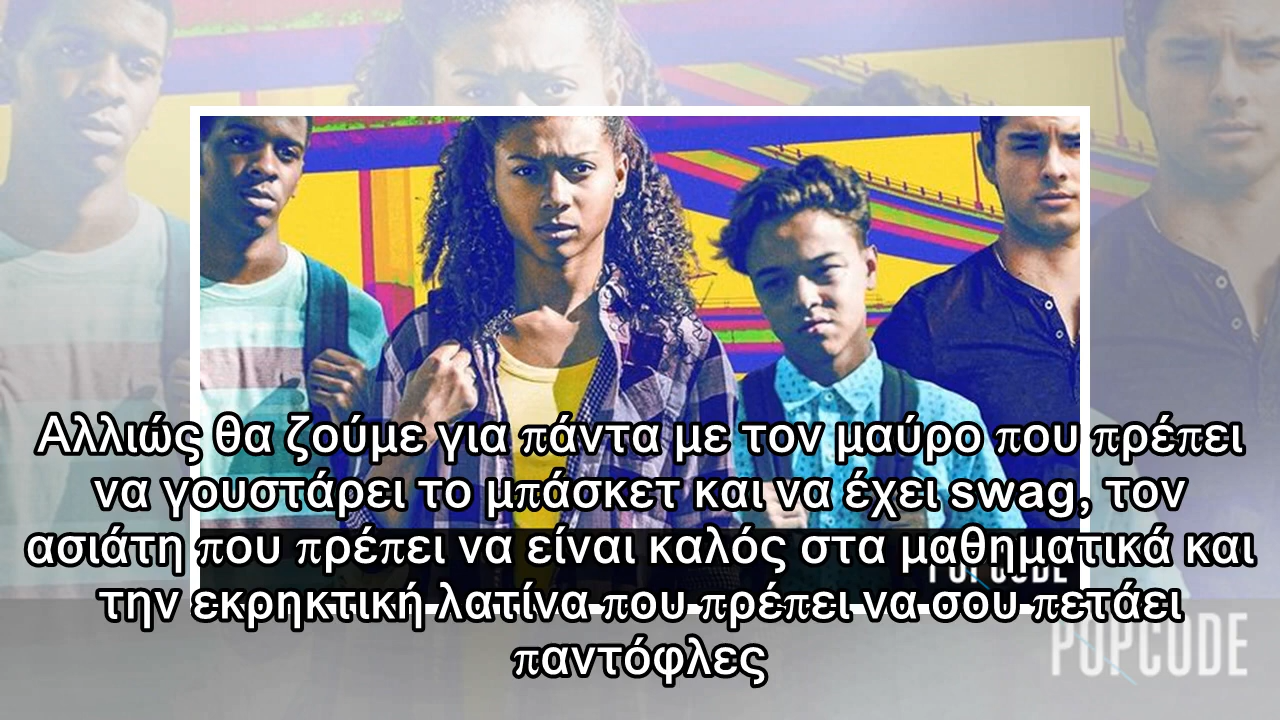 Αλλιώς θα ζούμε για πάντα με τον μαύρο που πρέπει
να γουστάρει το μπάσκετ και να έχει swag, τον
ασιάτη που πρέπει να είναι καλός στα μαθηματικά και
την εκρηκτική λατίνα που πρέπει να σου πετάει
παντόφλες
POPCODE
POPCODE